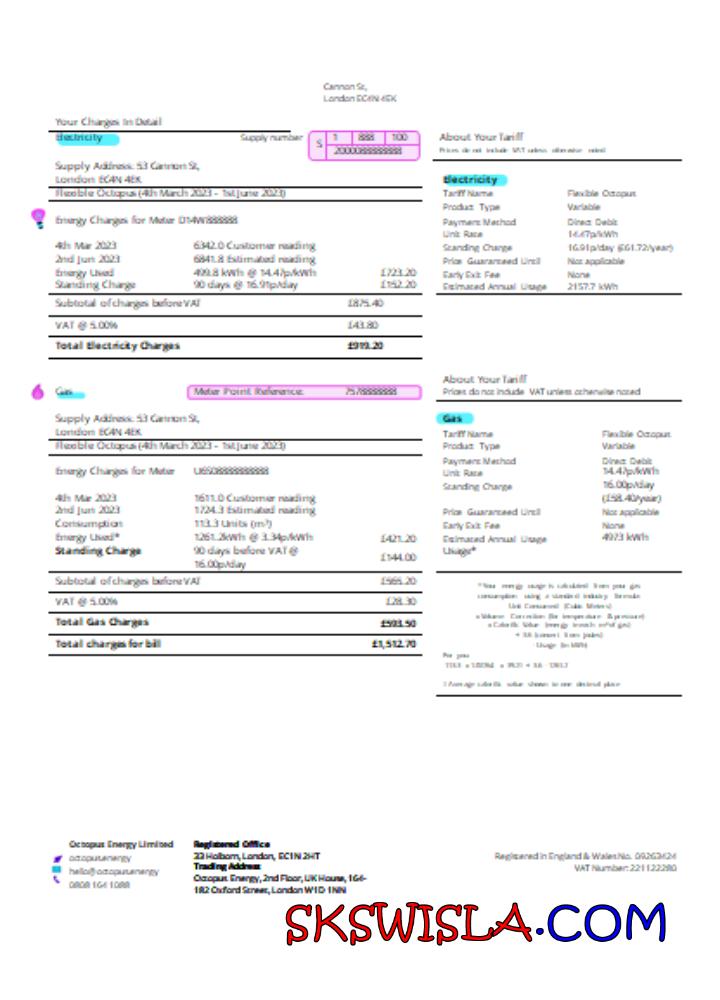 Cannon St,
London EC4N 4EK
Your Charges In Detail
Electricity
Supply number
S 1 888 100
2000088888888
Supply Address: 53 Cannon St,
London EC4N 4EK
Flexible Octopus (4th March 2023 - 1st June 2023)
Energy Charges for Meter D14W888888
4th Mar 2023 6342.0 Customer reading
2nd Jun 2023 6841.8 Estimated reading
Energy Used 499.8 kWh @ 14.47p/kWh £723.20
Standing Charge 90 days @ 16.91p/day £152.20
Subtotal of charges before VAT £875.40
VAT @ 5.00% £43.80
Total Electricity Charges £919.20
About Your Tariff
Prices do not include VAT unless otherwise noted
Electricity
Tariff Name Flexible Octopus
Product Type Variable
Payment Method Direct Debit
Unit Rate 14.47p/kWh
Standing Charge 16.91p/day (£61.72/year)
Price Guaranteed Until Not applicable
Early Exit Fee None
Estimated Annual Usage 2157.7 kWh
Gas
Meter Point Reference: 7578888888
Supply Address: 53 Cannon St,
London EC4N 4EK
Flexible Octopus (4th March 2023 - 1st June 2023)
Energy Charges for Meter U6508888888888
4th Mar 2023 1611.0 Customer reading
2nd Jun 2023 1724.3 Estimated reading
Consumption 113.3 Units (m³)
Energy Used* 1261.2kWh @ 3.34p/kWh £421.20
Standing Charge 90 days before VAT @
16.00p/day £144.00
Subtotal of charges before VAT £565.20
VAT @ 5.00% £28.30
Total Gas Charges £593.50
Total charges for bill £1,512.70
About Your Tariff
Prices do not include VAT unless otherwise noted
Gas
Tariff Name Flexible Octopus
Product Type Variable
Payment Method Direct Debit
Unit Rate 14.47p/kWh
Standing Charge 16.00p/day
(£58.40/year)
Price Guaranteed Until Not applicable
Early Exit Fee None
Estimated Annual 4973 kWh
Usage*
*Your energy usage is calculated from you gas
consumption using a standard industry formula:
Unit Consumed (Cubic Meters)
x Volume Correction (for temperature & pressure)
x Calorific Value (energy in each m³ of gas)
÷ 3.6 (convert from joules)
Usage (in kWh)
For you
† Average calorific value shown to one decimal place
Octopus Energy Limited
octopus.energy
hello@octopus.energy
0808 164 1088
Registered Office
33 Holborn, London, EC1N 2HT
Trading Address
Octopus Energy, 2nd Floor, UK House, 164-
182 Oxford Street, London W1D 1NN
Registered in England & Wales No. 09263424
VAT Number: 221122280
SKSWISLA.COM